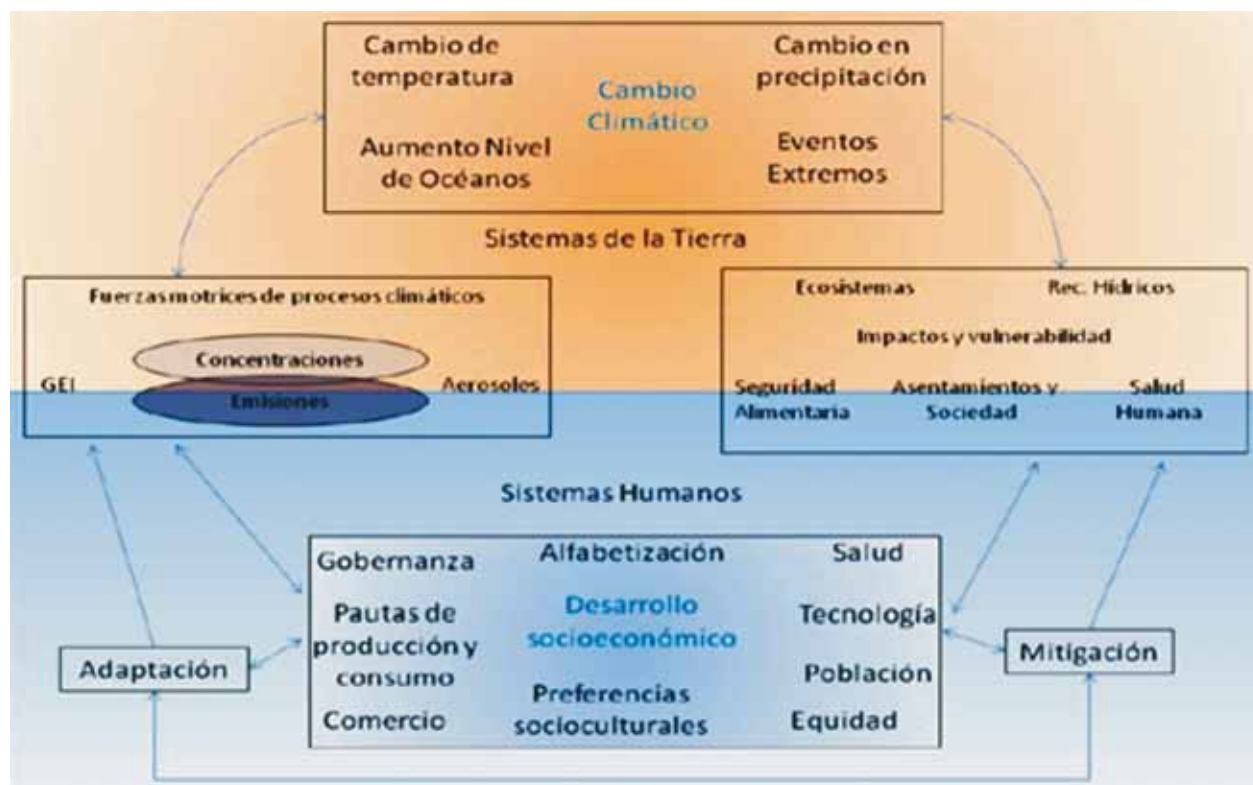 Cambio de
temperatura
Cambio
Climático
Cambio en
precipitación
Aumento Nivel
de Océanos
Eventos
Extremos
Sistemas de la Tierra
Fuerzas motrices de procesos climáticos
Concentraciones
GEI
Aerosoles
Emisiones
Ecosistemas
Rec. Hídricos
Impactos y vulnerabilidad
Seguridad
Alimentaria
Asentamientos y
Sociedad
Salud
Humana
Sistemas Humanos
Gobernanza
Alfabetización
Salud
Pautas de
producción y
consumo
Desarrollo
socioeconómico
Tecnología
Población
Comercio
Preferencias
socioculturales
Equidad
Adaptación
Mitigación